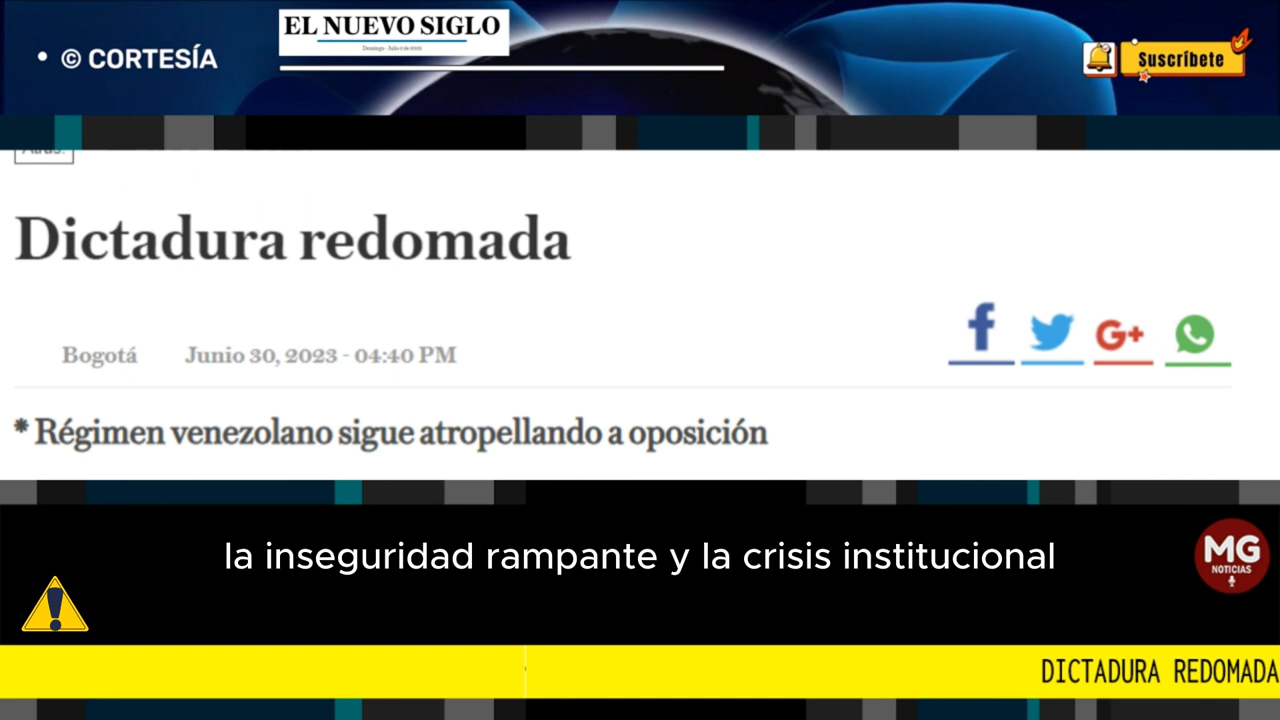 • © CORTESÍA
EL NUEVO SIGLO
Suscríbete
Dictadura redomada
Bogotá
Junio 30, 2023 - 04:40 PM
* Régimen venezolano sigue atropellando a oposición
la inseguridad rampante y la crisis institucional
MG
NOTICIAS
DICTADURA REDOMADA